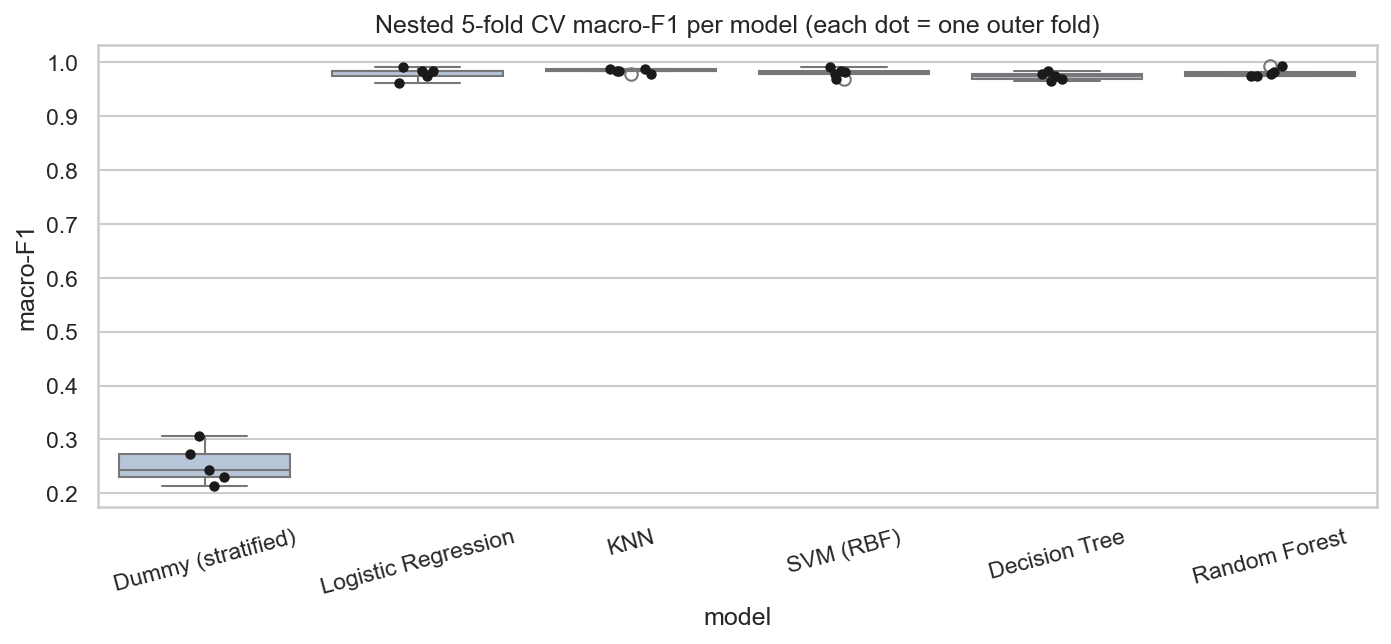 Nested 5-fold CV macro-F1 per model (each dot = one outer fold)
macro-F1
1.0
0.9
0.8
0.7
0.6
0.5
0.4
0.3
0.2
Dummy (stratified)
Logistic Regression
KNN
SVM (RBF)
Decision Tree
Random Forest
model